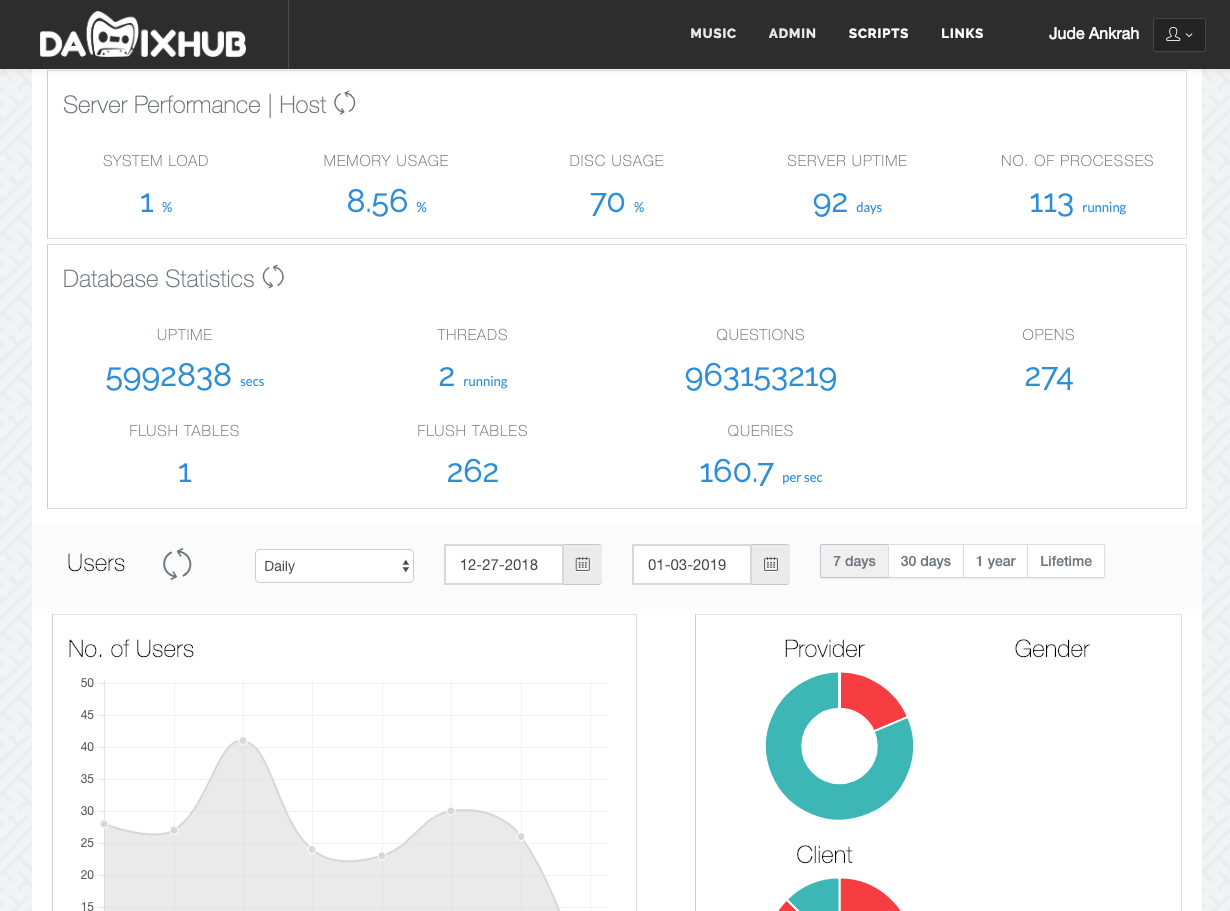 DAMIXHUB
MUSIC ADMIN SCRIPTS LINKS Jude Ankrah
Server Performance | Host
SYSTEM LOAD MEMORY USAGE DISC USAGE SERVER UPTIME NO. OF PROCESSES
1 % 8.56 % 70 % 92 days 113 running
Database Statistics
UPTIME THREADS QUESTIONS OPENS
5992838 secs 2 running 963153219 274
FLUSH TABLES FLUSH TABLES QUERIES
1 262 160.7 per sec
Users Daily 12-27-2018 01-03-2019 7 days 30 days 1 year Lifetime
No. of Users
50
45
40
35
30
25
20
15
Provider Gender
Client